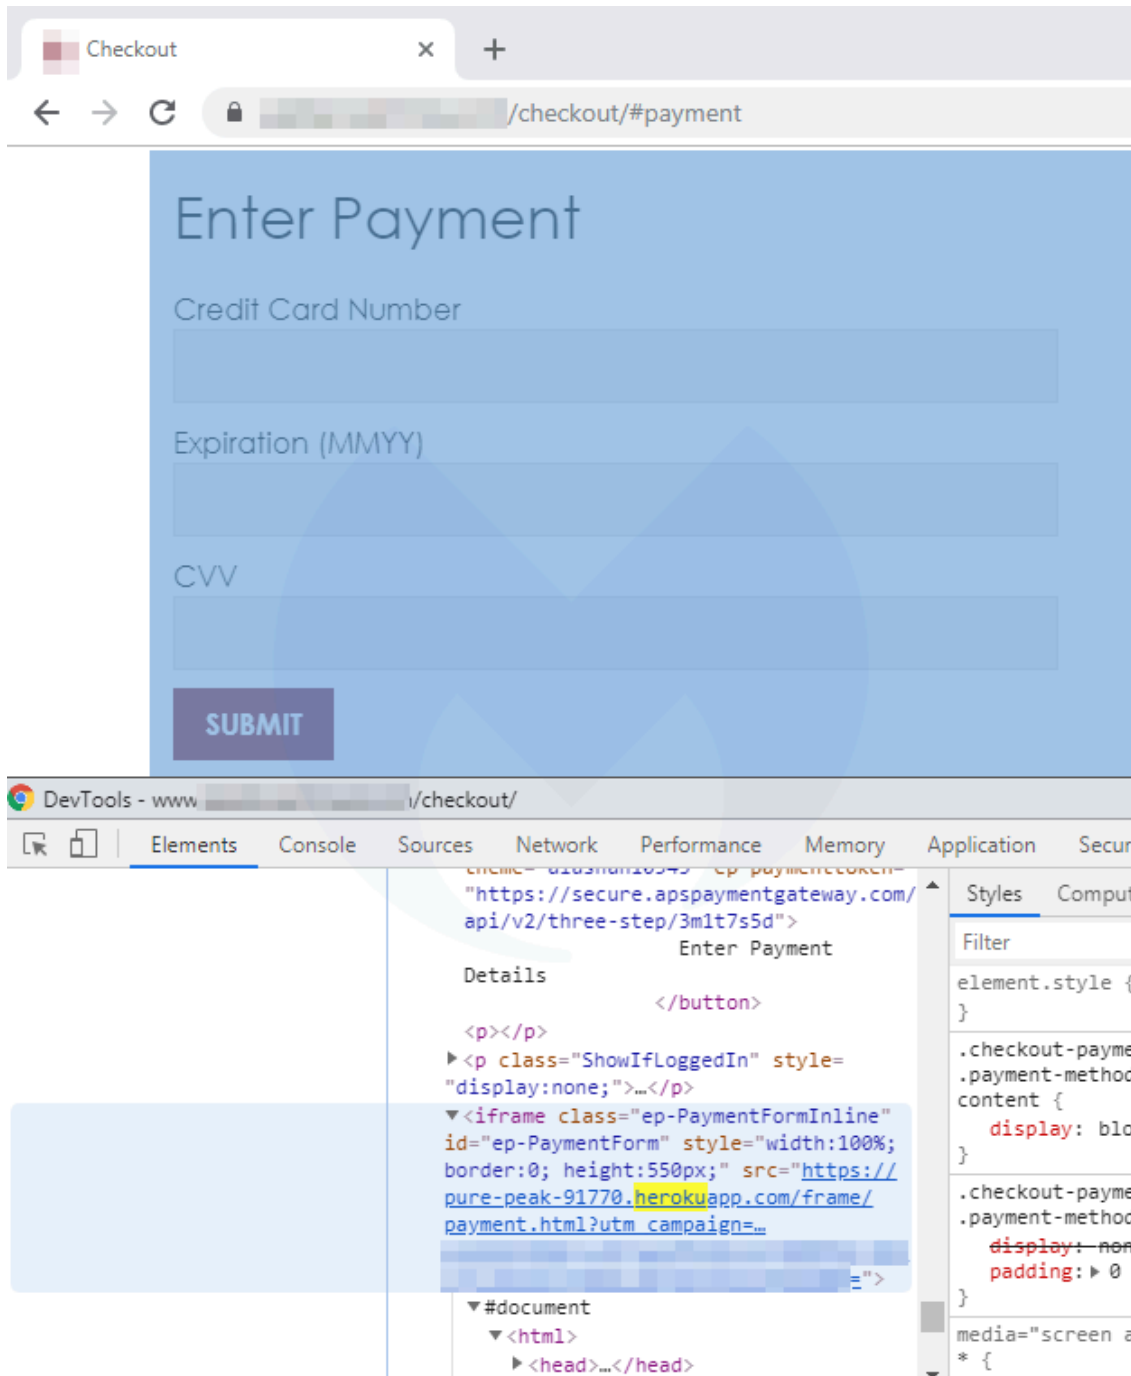 Checkout
/checkout/#payment
Enter Payment
Credit Card Number
Expiration (MMYY)
CVV
SUBMIT
DevTools - www
/checkout/
Elements Console Sources Network Performance Memory Application Secur
"https://secure.apspaymentgateway.com/
api/v2/three-step/3m1t7s5d">
Enter Payment
Details
</button>
<p></p>
<p class="ShowIfLoggedIn" style=
"display:none;">…</p>
<iframe class="ep-PaymentFormInline"
id="ep-PaymentForm" style="width:100%;
border:0; height:550px;" src="https://
pure-peak-91770.herokuapp.com/frame/
payment.html?utm_campaign=…
=">
#document
<html>
<head>…</head>
Styles Comput
Filter
element.style {
}
.checkout-payme
.payment-method
content {
display: blo
}
.checkout-payme
.payment-method
display: non
padding: 0
}
media="screen a
* {